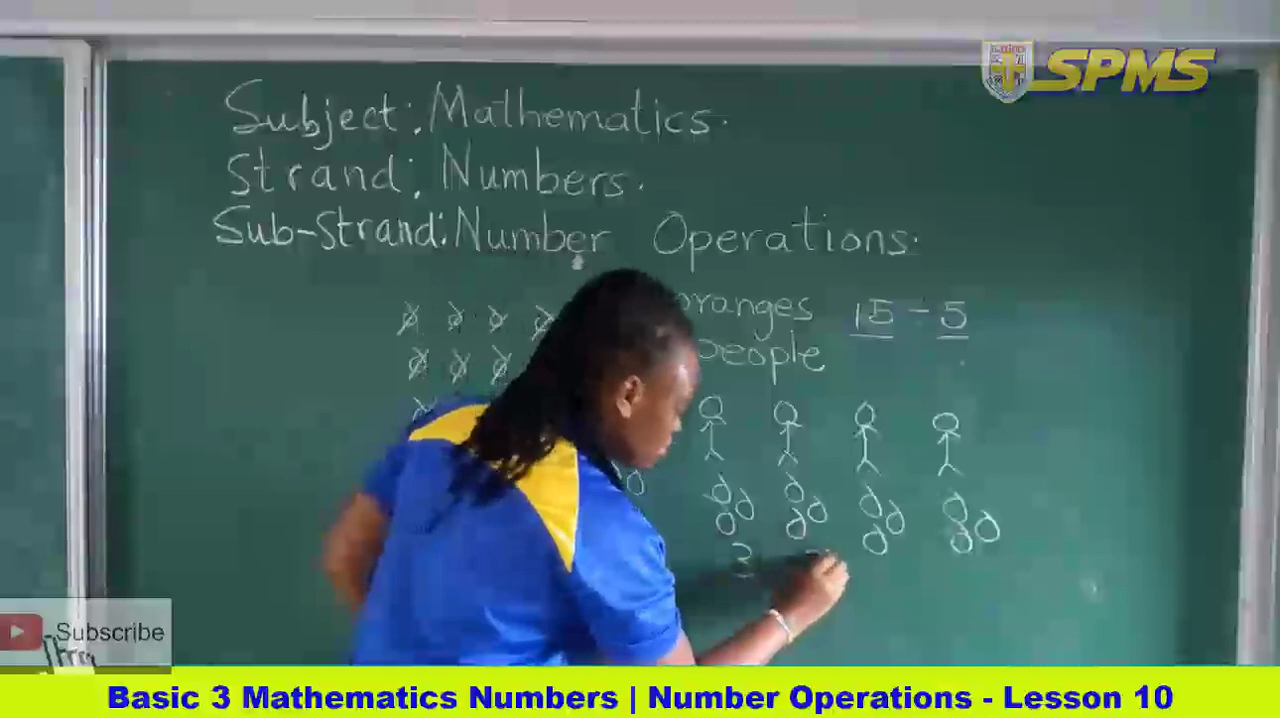 SPMS
Subject: Mathematics.
Strand: Numbers.
Sub-Strand: Number Operations.
oranges 15 - 5
people
3
Subscribe
Basic 3 Mathematics Numbers | Number Operations - Lesson 10